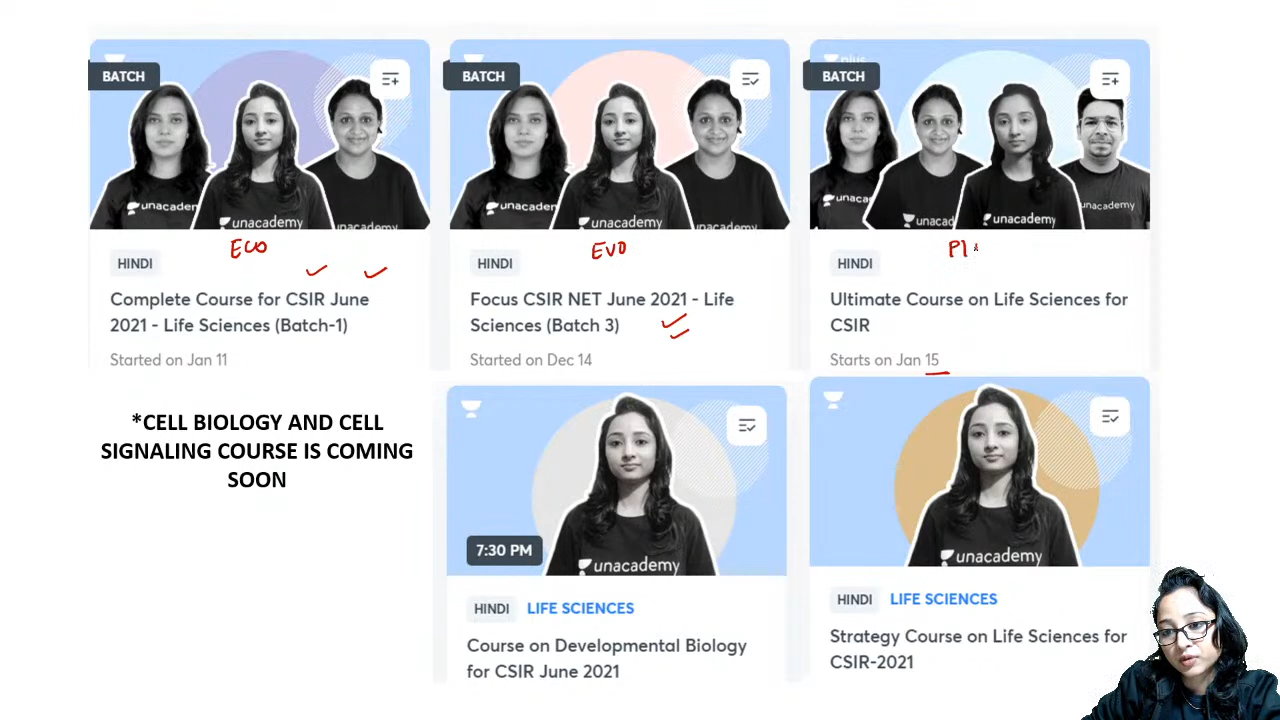 BATCH
unacademy
unacademy
ECO
HINDI
Complete Course for CSIR June
2021 - Life Sciences (Batch-1)
Started on Jan 11
BATCH
unacademy
unacademy
EVO
HINDI
Focus CSIR NET June 2021 - Life
Sciences (Batch 3)
Started on Dec 14
plus
BATCH
unacademy
unacademy
HINDI
Ultimate Course on Life Sciences for
CSIR
Starts on Jan 15
*CELL BIOLOGY AND CELL
SIGNALING COURSE IS COMING
SOON
7:30 PM
unacademy
HINDI LIFE SCIENCES
Course on Developmental Biology
for CSIR June 2021
unacademy
HINDI LIFE SCIENCES
Strategy Course on Life Sciences for
CSIR-2021